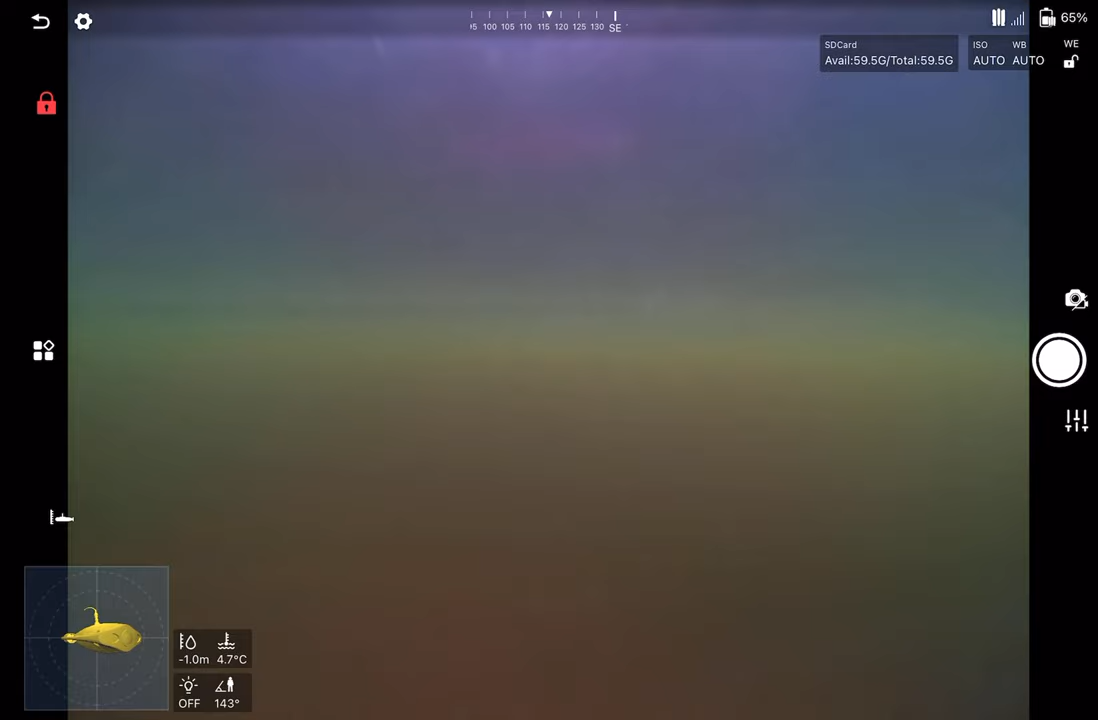 95 100 105 110 115 120 125 130 SE
65%
SDCard
Avail:59.5G/Total:59.5G
ISO WB
AUTO AUTO
WE
-1.0m 4.7°C
OFF 143°